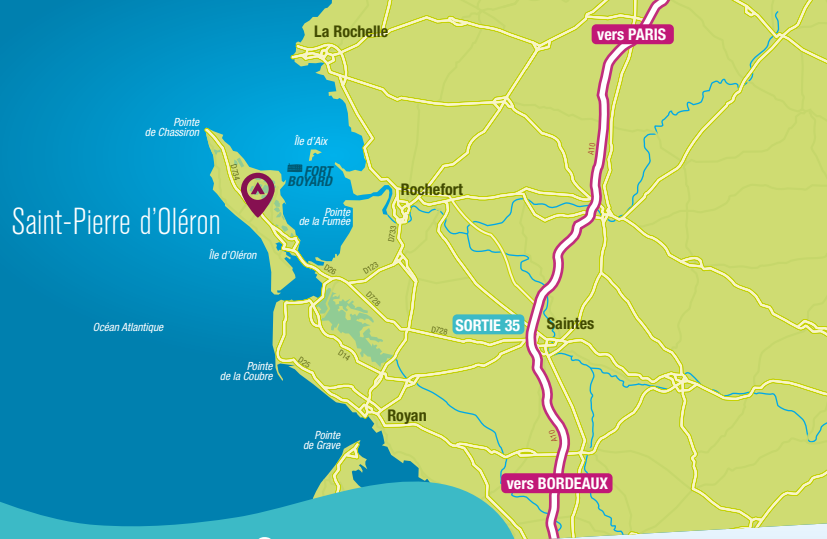 La Rochelle
vers PARIS
Pointe
de Chassiron
Île d'Aix
A10
D734
FORT
BOYARD
Rochefort
Saint-Pierre d'Oléron
Pointe
de la Fumée
D733
Île d'Oléron
D26
D123
D728
Océan Atlantique
SORTIE 35
Saintes
D728
D14
D25
Pointe
de la Coubre
Royan
Pointe
de Grave
vers BORDEAUX